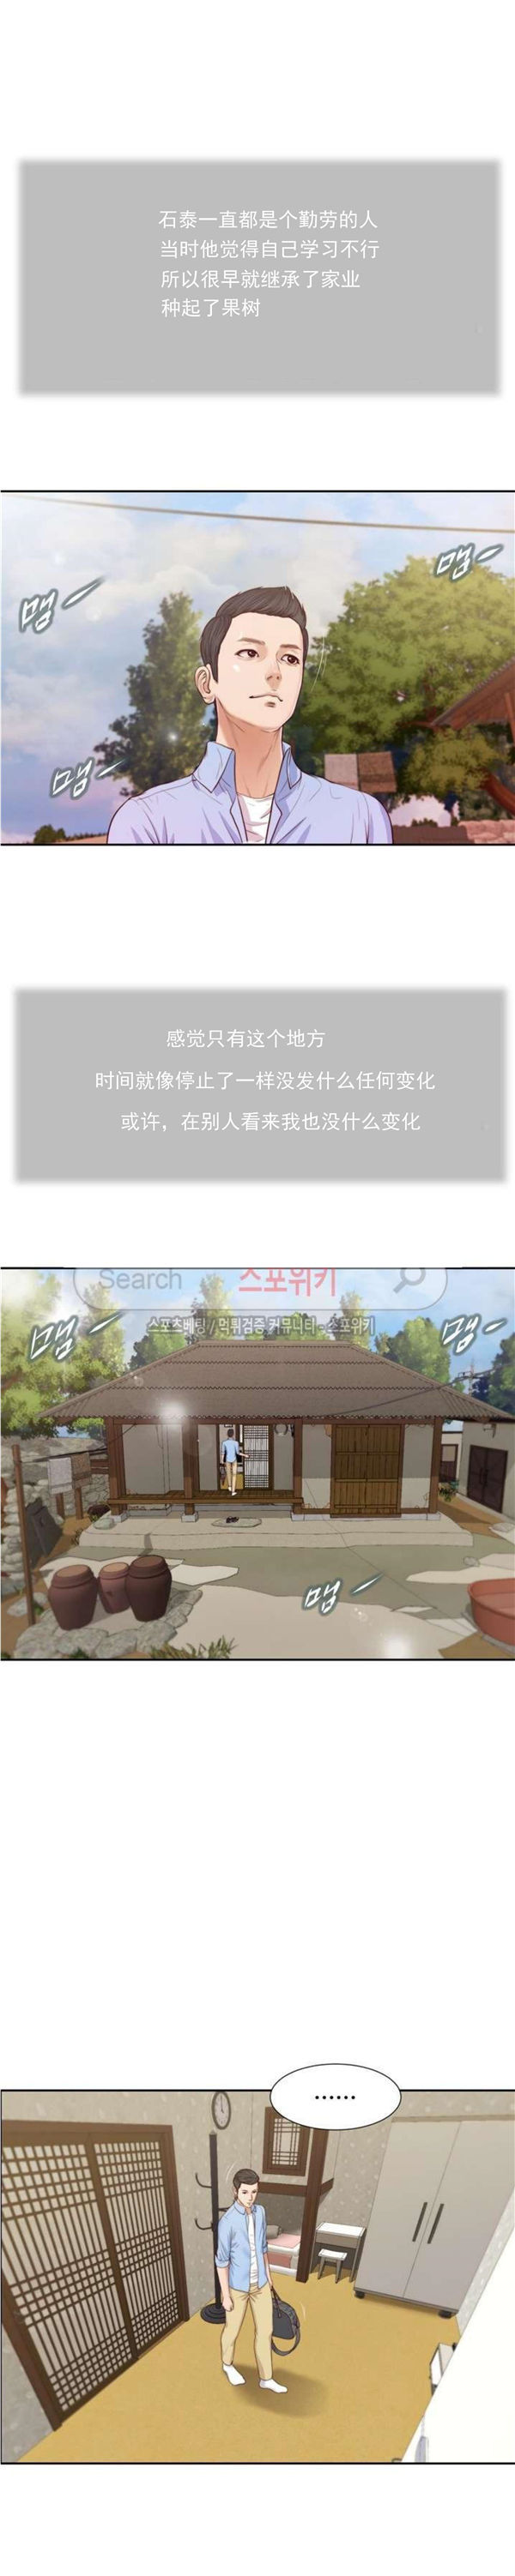 石泰一直都是个勤劳的人
当时他觉得自己学习不行
所以很早就继承了家业
种起了果树
맴~
맴~
맴~
感觉只有这个地方
时间就像停止了一样没发什么任何变化
或许，在别人看来我也没什么变化
Search 스포위키
스포츠베팅 / 먹튀검증 커뮤니티 - 스포위키
맴~
맴~
맴~
······